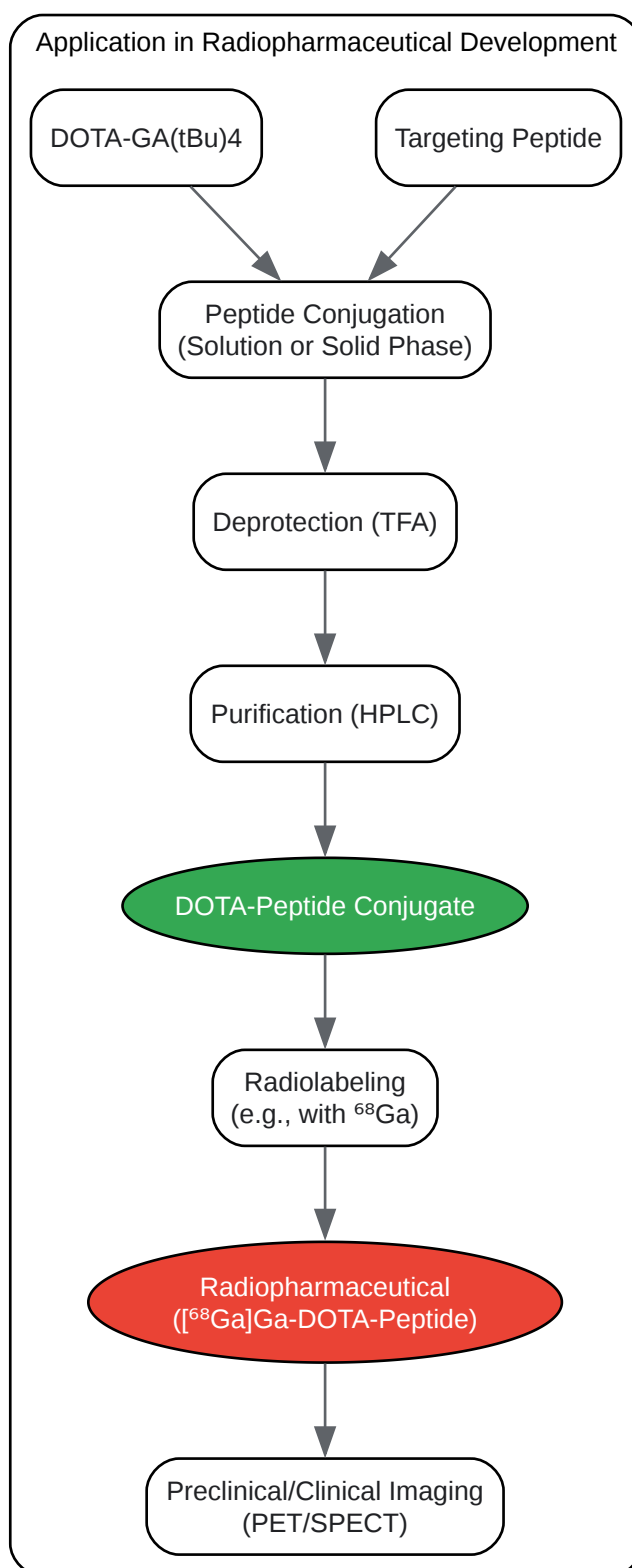 Application in Radiopharmaceutical Development
DOTA-GA(tBu)4
Targeting Peptide
Peptide Conjugation
(Solution or Solid Phase)
Deprotection (TFA)
Purification (HPLC)
DOTA-Peptide Conjugate
Radiolabeling
(e.g., with ⁶⁸Ga)
Radiopharmaceutical
([⁶⁸Ga]Ga-DOTA-Peptide)
Preclinical/Clinical Imaging
(PET/SPECT)